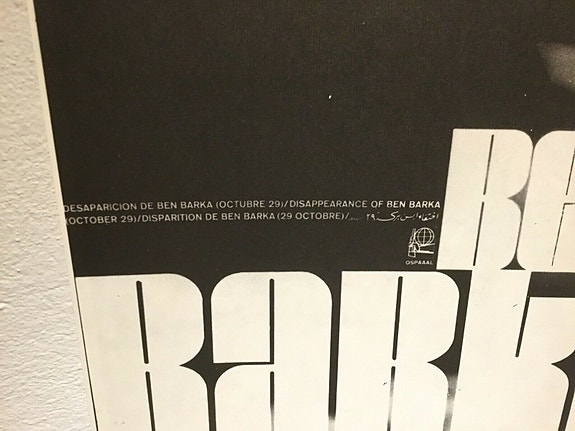 BE
DESAPARICION DE BEN BARKA (OCTUBRE 29)/DISAPPEARANCE OF BEN BARKA
(OCTOBER 29)/DISPARITION DE BEN BARKA (29 OCTOBRE)/ ٢٩
OSPAAAL
BARK